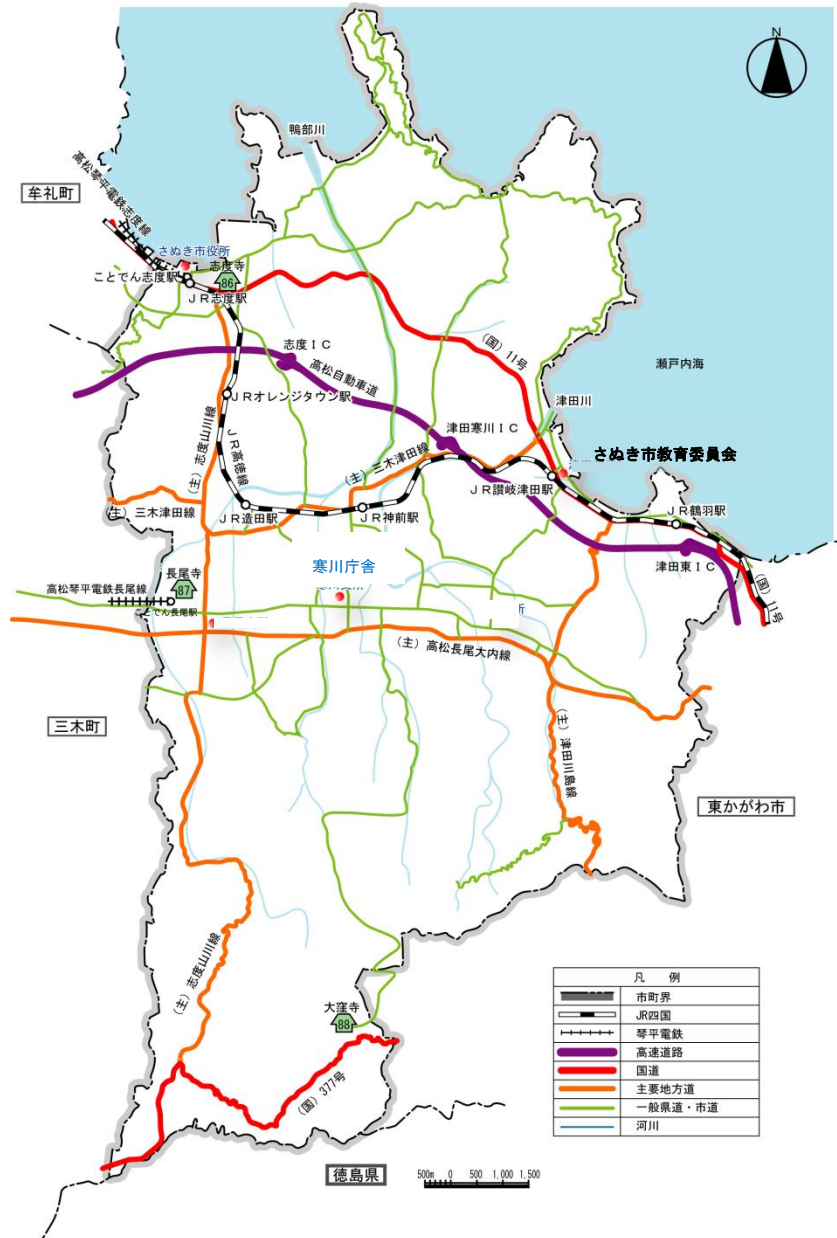 N
鴨部川
高松琴平電鉄志度線
牟礼町
さぬき市役所
志度寺
86
ことでん志度駅
JR志度駅
(国) 11号
志度IC
高松自動車道
瀬戸内海
JRオレンジタウン駅
津田川
(主) 志度山川線
JR高徳線
津田寒川IC
さぬき市教育委員会
(主) 三木津田線
JR讃岐津田駅
(主) 三木津田線
JR造田駅
JR神前駅
JR鶴羽駅
津田東IC
寒川庁舎
長尾寺
87
高松琴平電鉄長尾線
ことでん長尾駅
所
(国) 11号
(主) 高松長尾大内線
三木町
(主) 津田川島線
東かがわ市
(主) 志度山川線
大窪寺
88
(国) 377号
徳島県
凡 例
市町界
JR四国
琴平電鉄
高速道路
国道
主要地方道
一般県道・市道
河川
500m 0 500 1,000 1,500